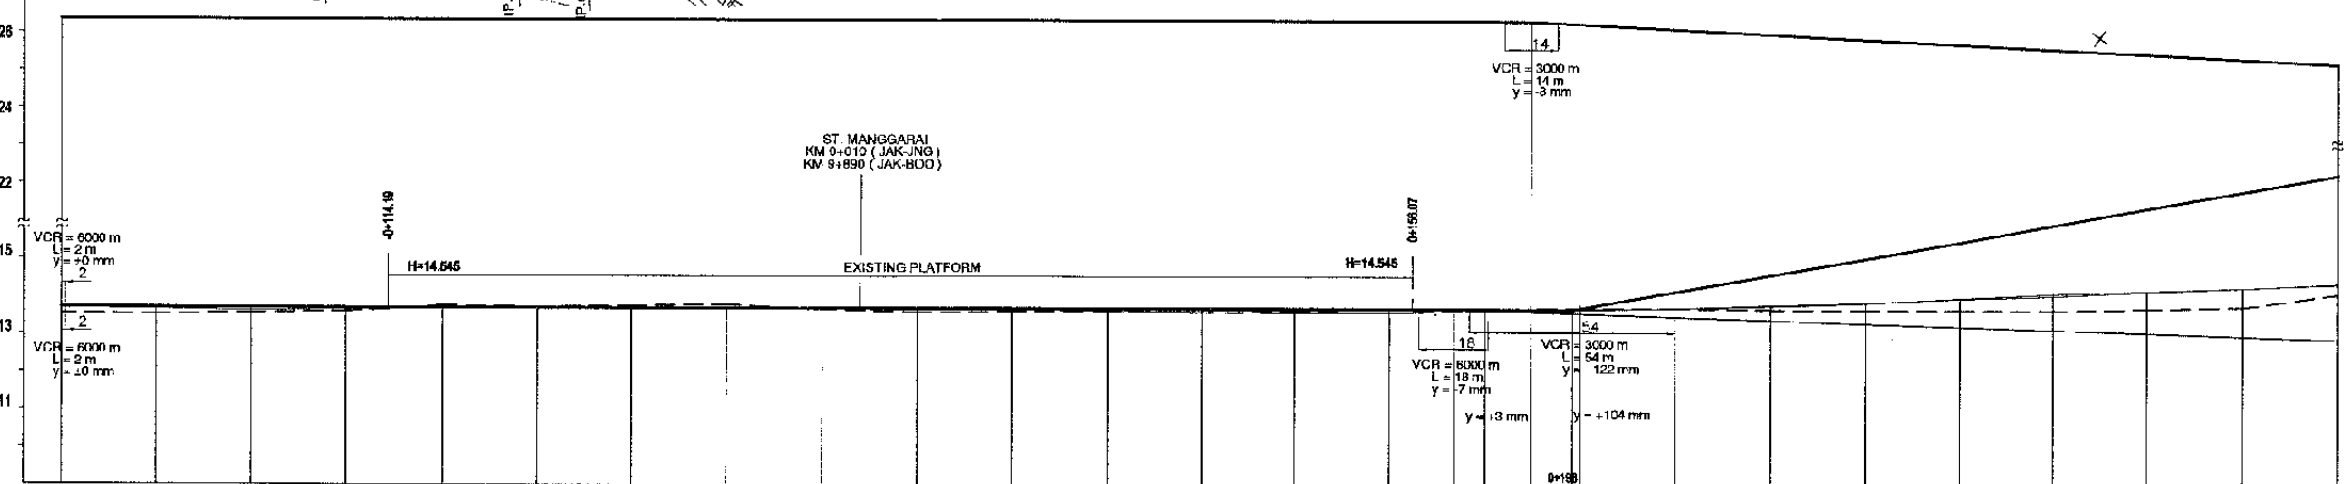 26
14
VCR = 3000 m
L = 14 m
y = -8 mm
24
ST. MANGGARAI
KM 0+010 ( JAK-JNG )
KM 9+890 ( JAK-BOO )
22
-0+114.19
0+156.07
VCR = 6000 m
L = 2 m
y = ±0 mm
15
2
H=14.545
EXISTING PLATFORM
H=14.545
2
13
VCR = 6000 m
L = 2 m
y = ±0 mm
54
18
VCR = 3000 m
L = 54 m
y = 122 mm
VCR = 6000 m
L = 18 m
y = -7 mm
11
y = +3 mm
y = +104 mm
0+198